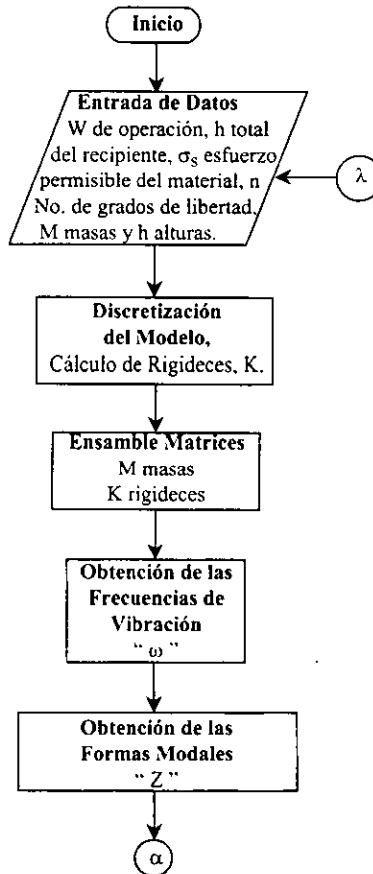 Inicio
Entrada de Datos
W de operación, h total
del recipiente, σs esfuerzo
permisible del material, n
No. de grados de libertad,
M masas y h alturas.
λ
Discretización
del Modelo,
Cálculo de Rigideces, K.
Ensamble Matrices
M masas
K rigideces
Obtención de las
Frecuencias de
Vibración
“ ω ”
Obtención de las
Formas Modales
“ Z ”
α